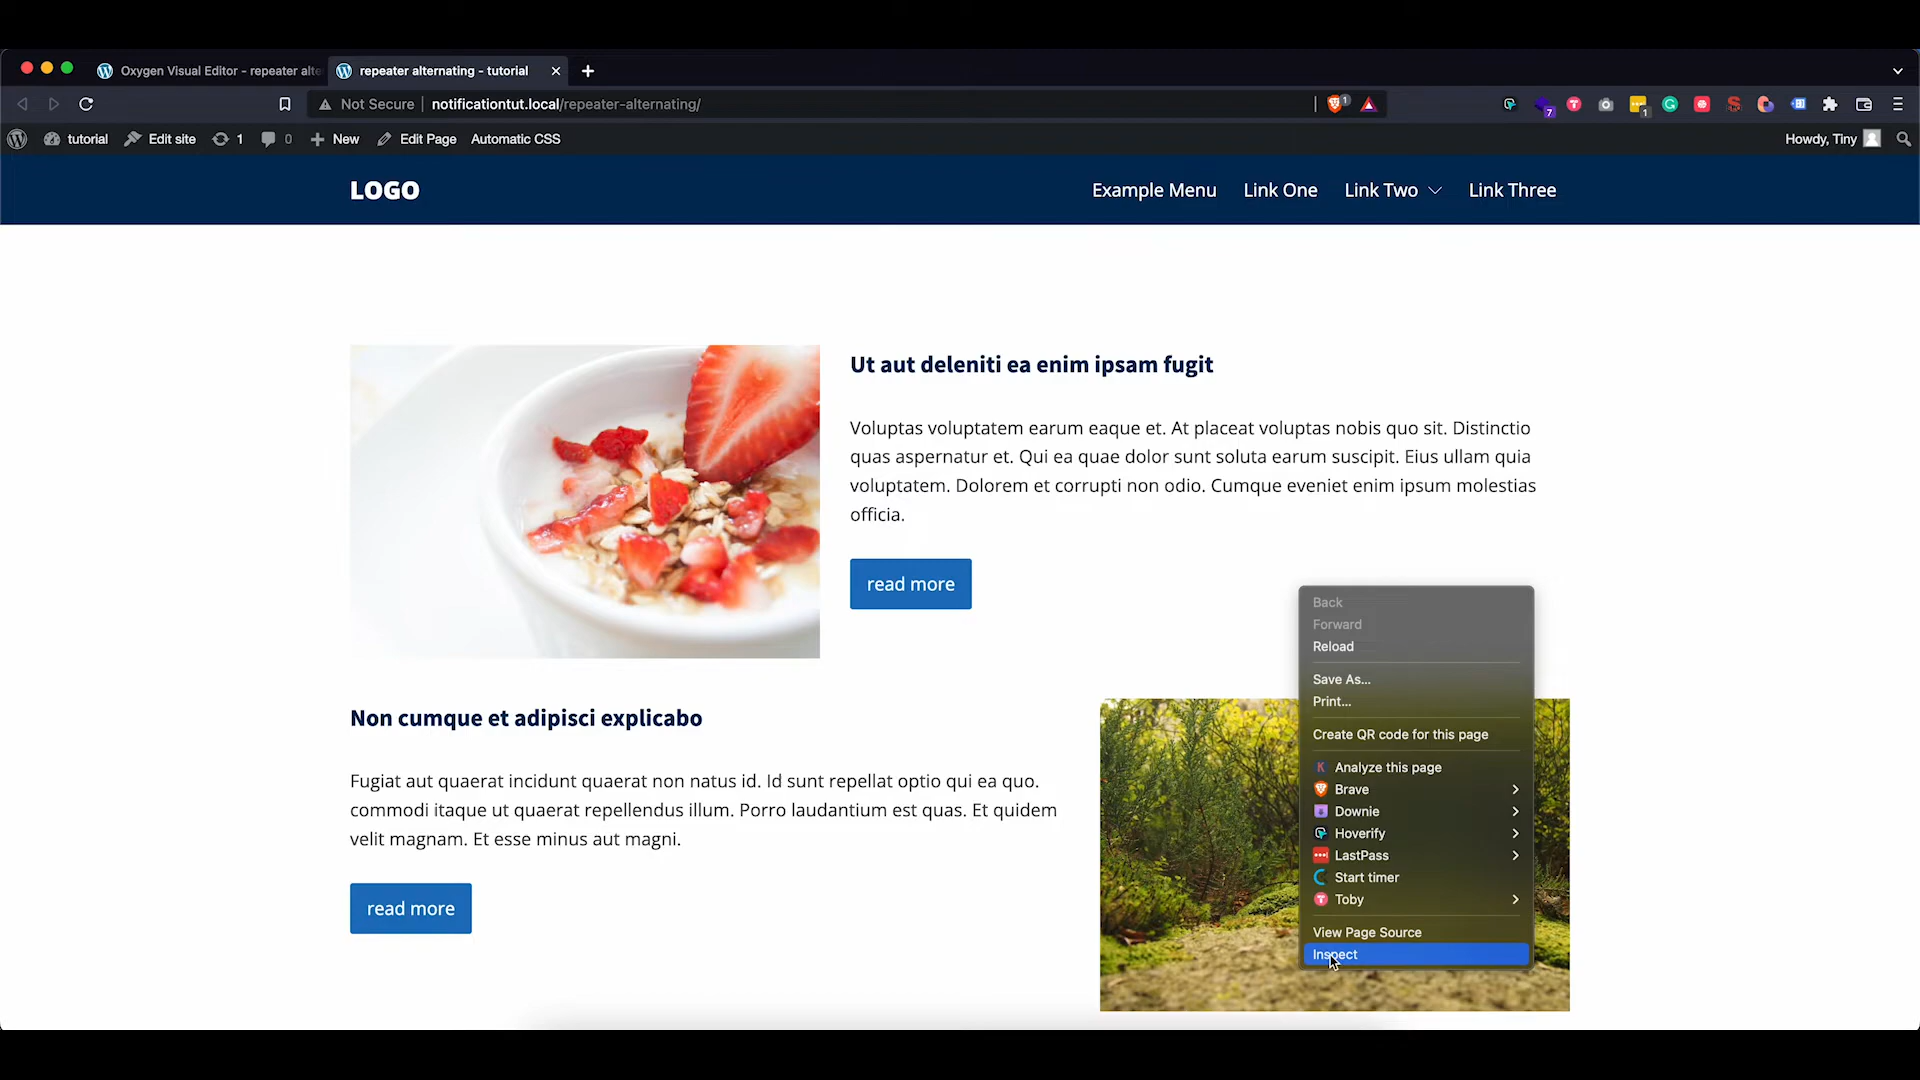 Oxygen Visual Editor - repeater alte
repeater alternating - tutorial
Not Secure
notificationtut.local/repeater-alternating/
1
7
1
tutorial
Edit site
1
0
New
Edit Page
Automatic CSS
Howdy, Tiny
LOGO
Example Menu
Link One
Link Two
Link Three
Ut aut deleniti ea enim ipsam fugit
Voluptas voluptatem earum eaque et. At placeat voluptas nobis quo sit. Distinctio
quas aspernatur et. Qui ea quae dolor sunt soluta earum suscipit. Eius ullam quia
voluptatem. Dolorem et corrupti non odio. Cumque eveniet enim ipsum molestias
officia.
read more
Back
Forward
Reload
Save As...
Print...
Create QR code for this page
Analyze this page
Brave
Downie
Hoverify
LastPass
Start timer
Toby
View Page Source
Inspect
Non cumque et adipisci explicabo
Fugiat aut quaerat incidunt quaerat non natus id. Id sunt repellat optio qui ea quo.
commodi itaque ut quaerat repellendus illum. Porro laudantium est quas. Et quidem
velit magnam. Et esse minus aut magni.
read more